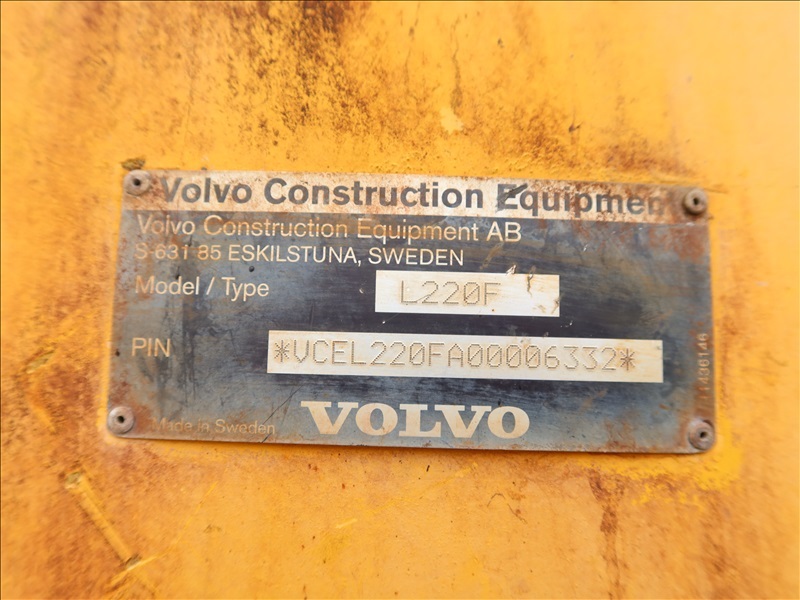 Volvo Construction Equipmen
Volvo Construction Equipment AB
S-631 85 ESKILSTUNA, SWEDEN
Model / Type
L220F
PIN
*VCEL220FA00006332*
VOLVO
Made in Sweden